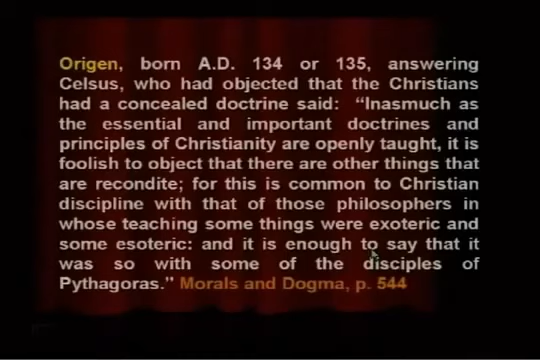 Origen, born A.D. 134 or 135, answering
Celsus, who had objected that the Christians
had a concealed doctrine said: “Inasmuch as
the essential and important doctrines and
principles of Christianity are openly taught, it is
foolish to object that there are other things that
are recondite; for this is common to Christian
discipline with that of those philosophers in
whose teaching some things were exoteric and
some esoteric: and it is enough to say that it
was so with some of the disciples of
Pythagoras.” Morals and Dogma, p. 544